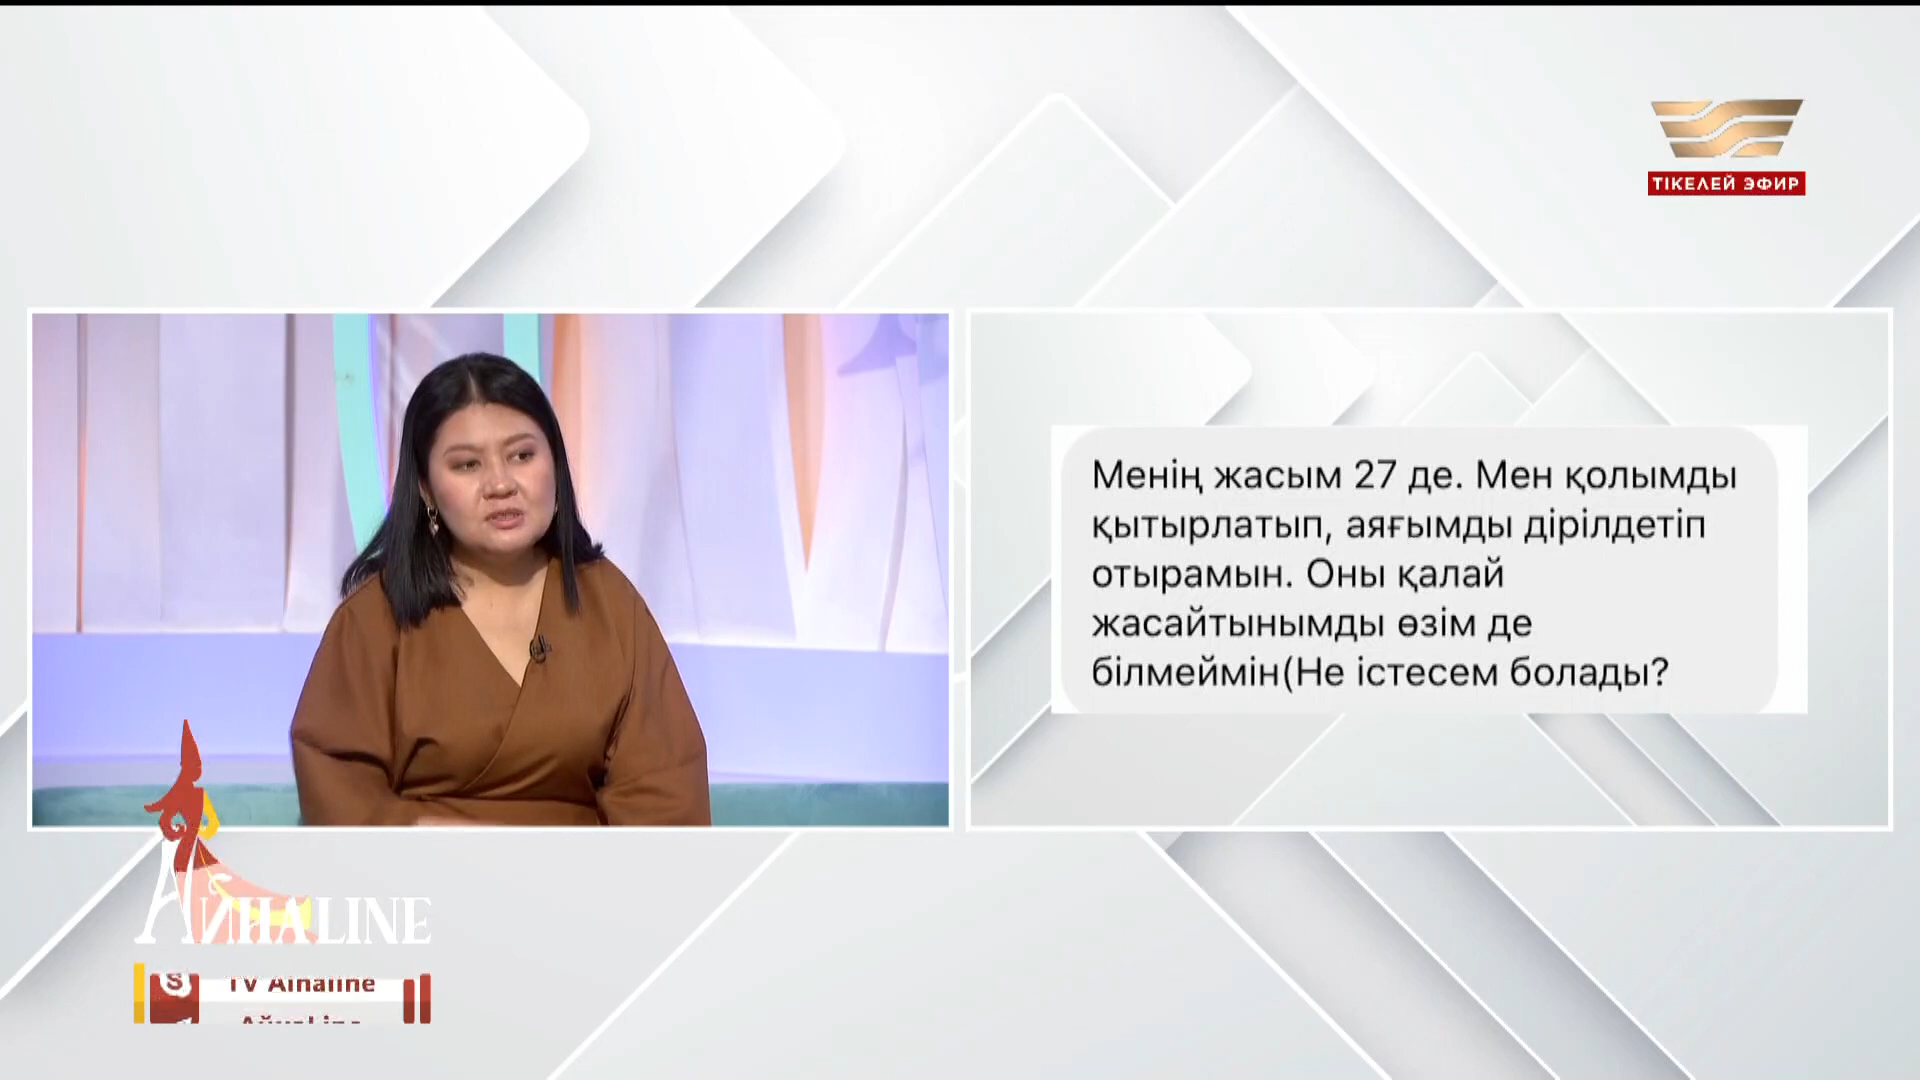 ТІКЕЛЕЙ ЭФИР
Менің жасым 27 де. Мен қолымды
қытырлатып, аяғымды дірілдетіп
отырамын. Оны қалай
жасайтынымды өзім де
білмеймін(Не істесем болады?
АЙНАLINE
TV Ainaline
АйнаLine